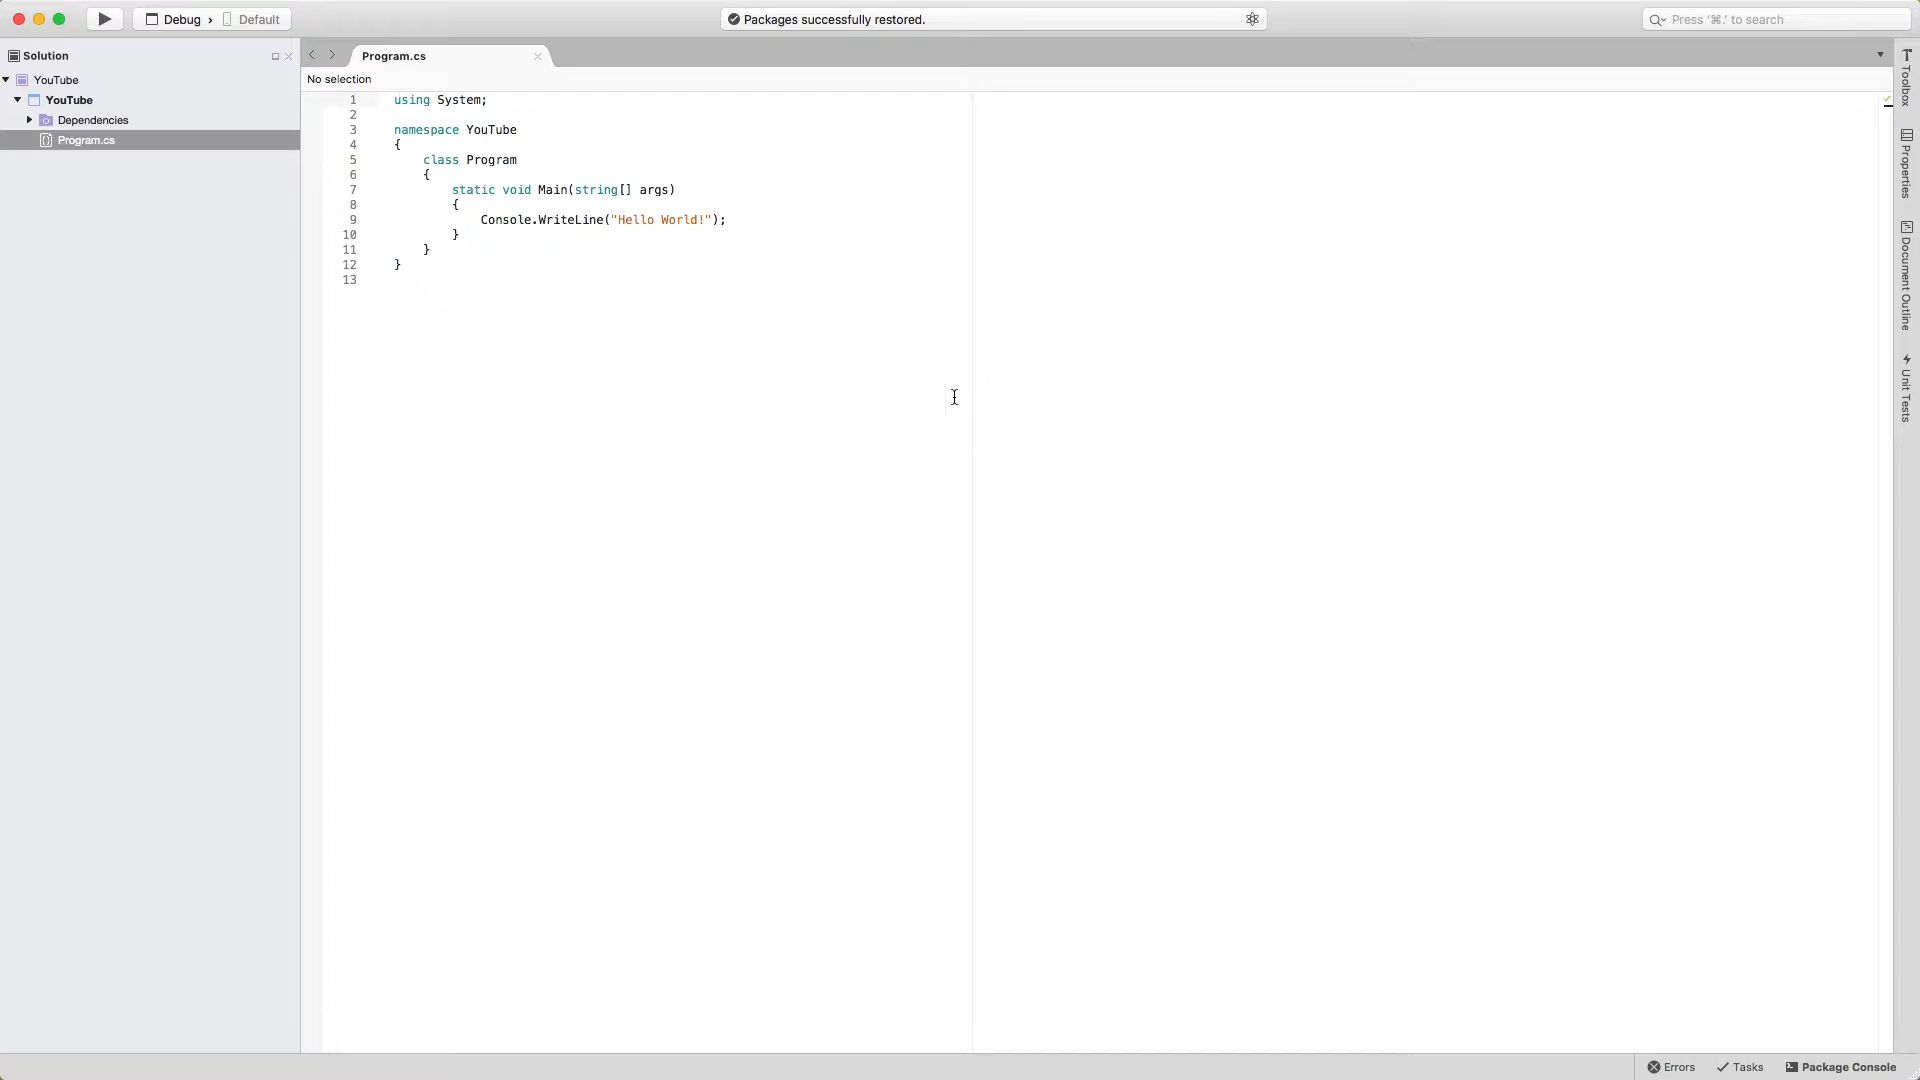 Debug › Default
Packages successfully restored.
Press '⌘.' to search
Solution
YouTube
YouTube
Dependencies
Program.cs
Program.cs
No selection
1 using System;
2
3 namespace YouTube
4 {
5 class Program
6 {
7 static void Main(string[] args)
8 {
9 Console.WriteLine("Hello World!");
10 }
11 }
12 }
13
Toolbox
Properties
Document Outline
Unit Tests
Errors
Tasks
Package Console